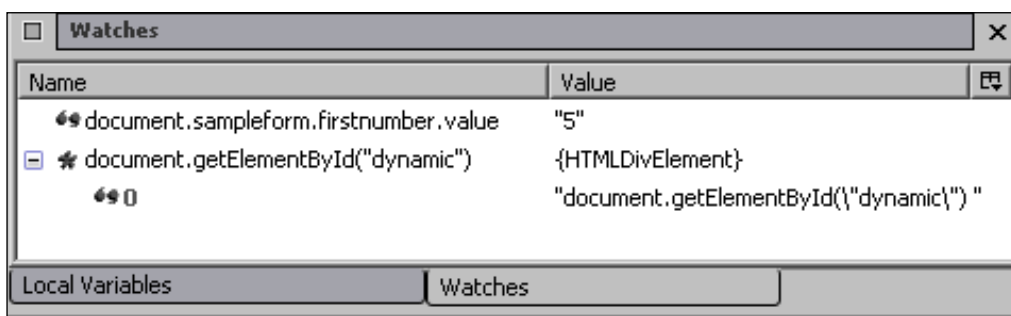 Watches
Name Value
document.sampleform.firstnumber.value "5"
document.getElementById("dynamic") {HTMLDivElement}
0 "document.getElementById(\"dynamic\") "
Local Variables Watches